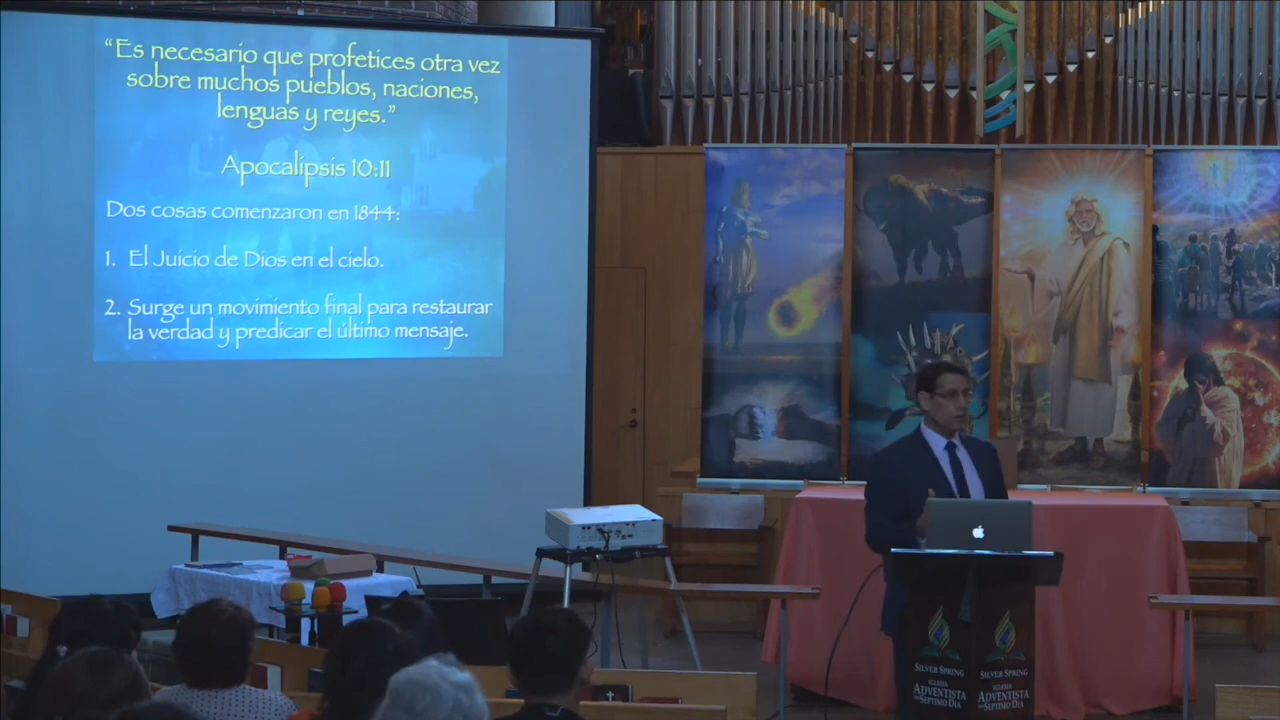 “Es necesario que profetices otra vez
sobre muchos pueblos, naciones,
lenguas y reyes.”
Apocalipsis 10:11
Dos cosas comenzaron en 1844:
1. El Juicio de Dios en el cielo.
2. Surge un movimiento final para restaurar
la verdad y predicar el último mensaje.
SILVER SPRING
IGLESIA
ADVENTISTA
DEL SÉPTIMO DÍA
SILVER SPRING
IGLESIA
ADVENTISTA
DEL SÉPTIMO DÍA